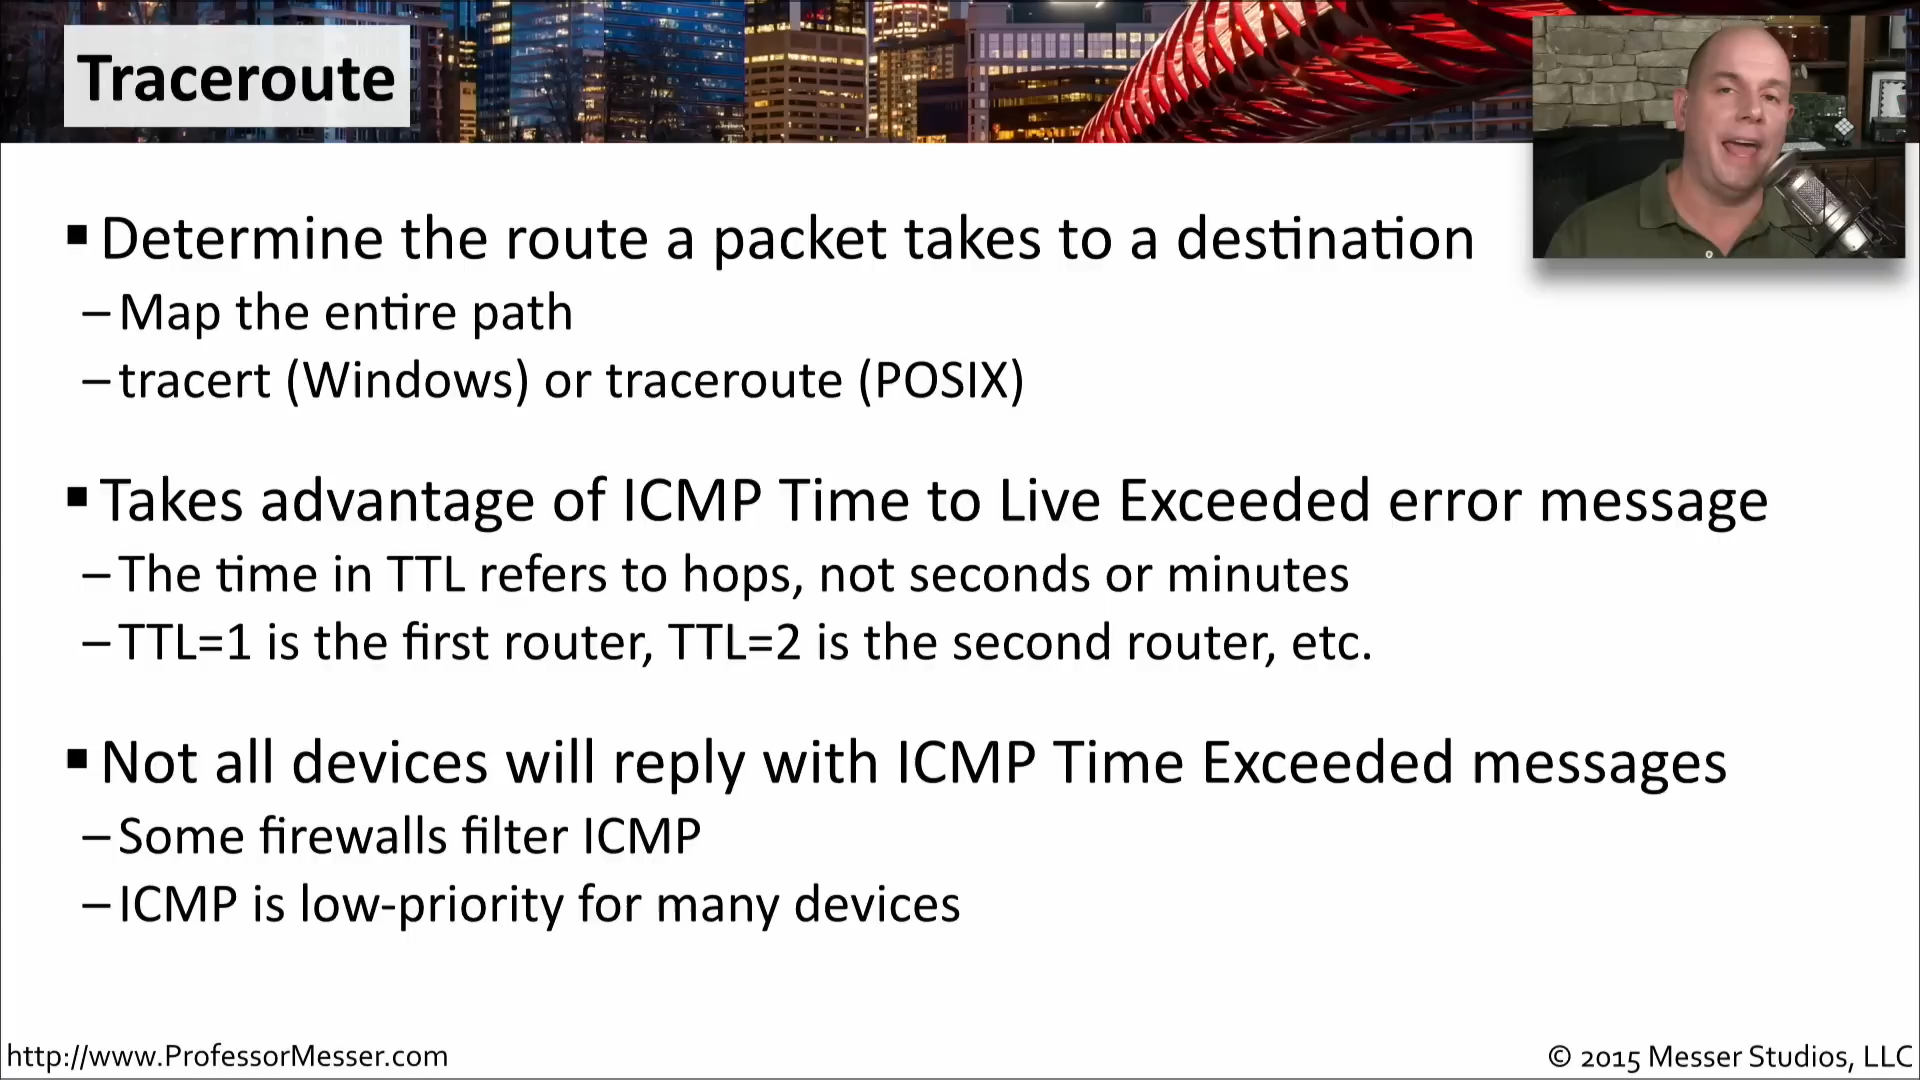 Traceroute
▪ Determine the route a packet takes to a destination
– Map the entire path
– tracert (Windows) or traceroute (POSIX)
▪ Takes advantage of ICMP Time to Live Exceeded error message
– The time in TTL refers to hops, not seconds or minutes
– TTL=1 is the first router, TTL=2 is the second router, etc.
▪ Not all devices will reply with ICMP Time Exceeded messages
– Some firewalls filter ICMP
– ICMP is low-priority for many devices
http://www.ProfessorMesser.com
© 2015 Messer Studios, LLC